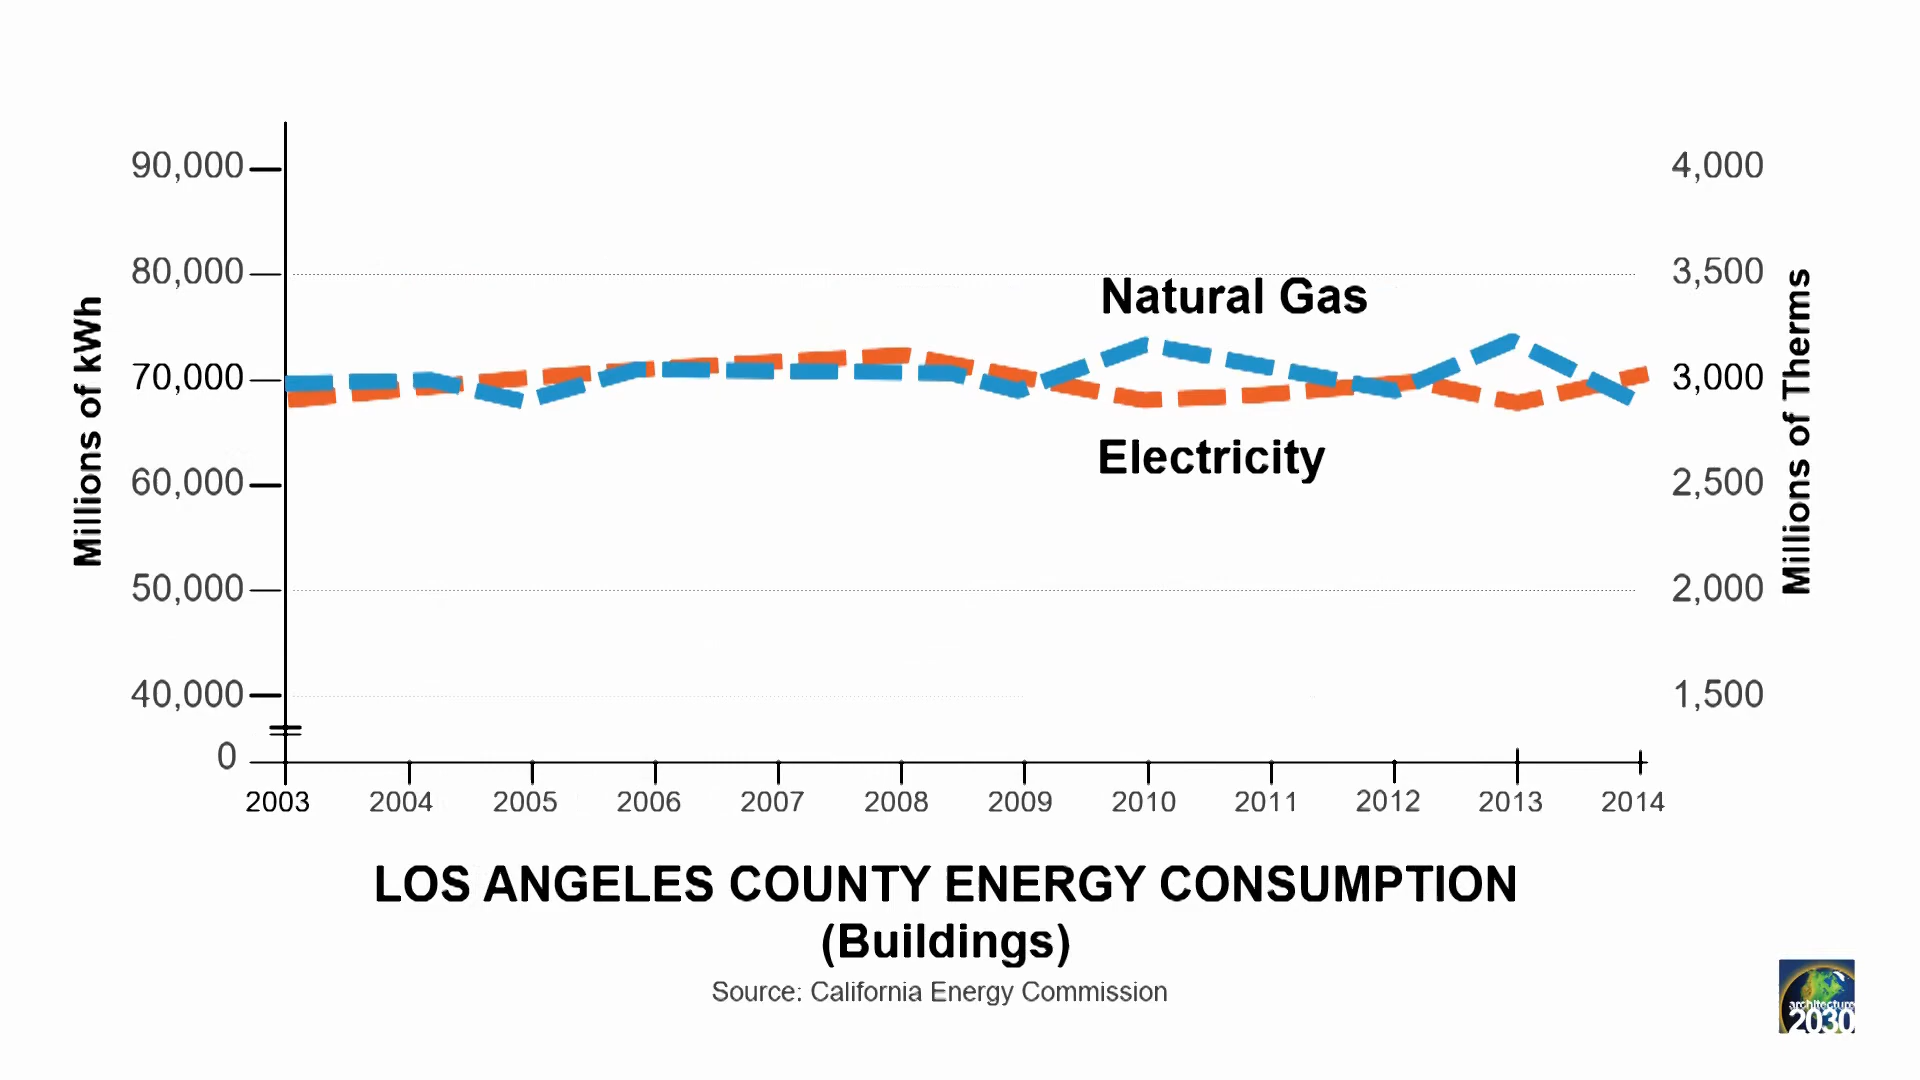 90,000
80,000
70,000
60,000
50,000
40,000
0
Millions of kWh
4,000
3,500
3,000
2,500
2,000
1,500
Millions of Therms
Natural Gas
Electricity
2003 2004 2005 2006 2007 2008 2009 2010 2011 2012 2013 2014
LOS ANGELES COUNTY ENERGY CONSUMPTION
(Buildings)
Source: California Energy Commission
architecture
2030